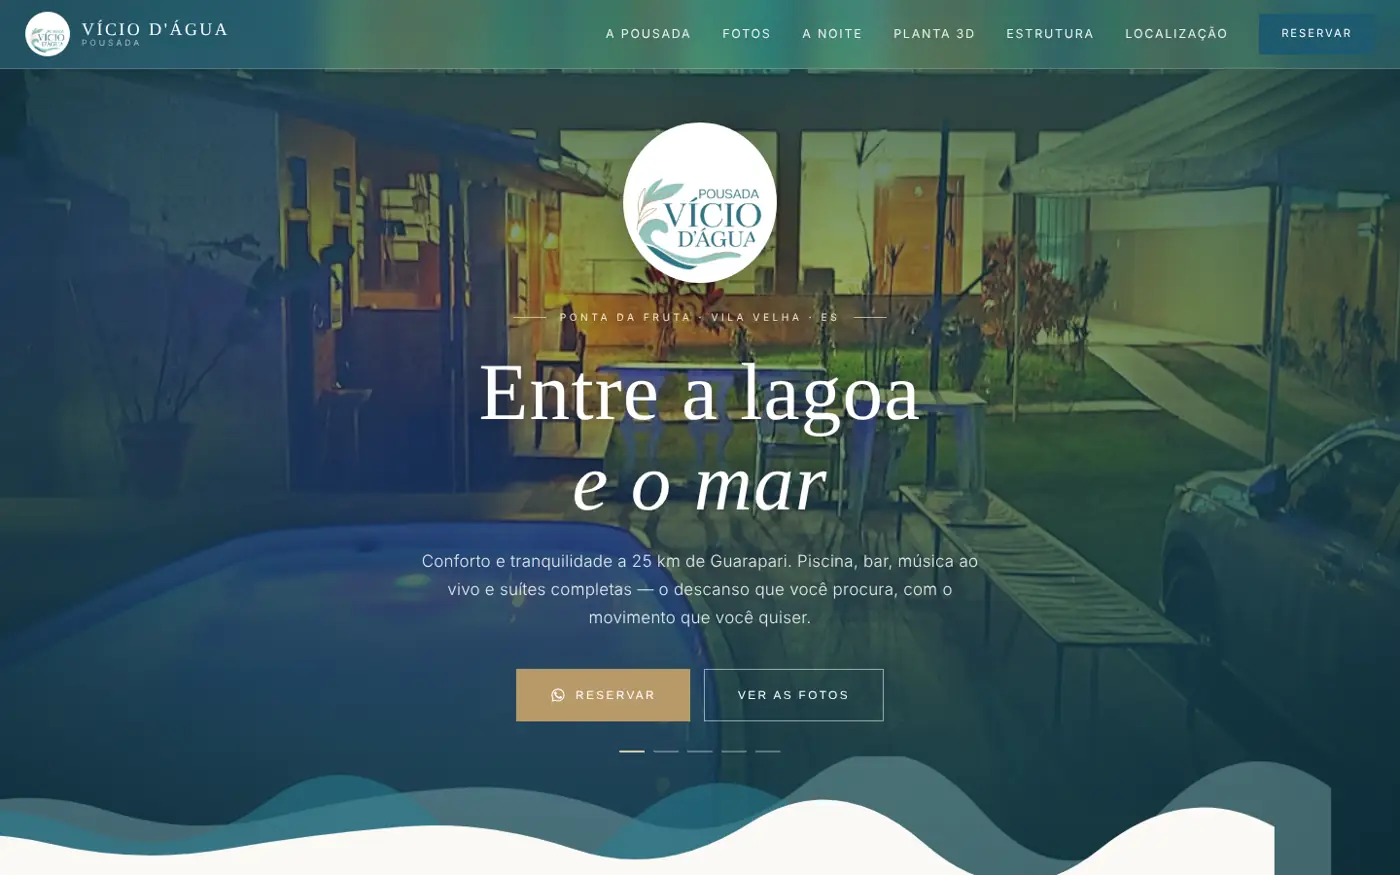 VÍCIO D'ÁGUA
POUSADA
A POUSADA
FOTOS
A NOITE
PLANTA 3D
ESTRUTURA
LOCALIZAÇÃO
RESERVAR
POUSADA
VÍCIO
D'ÁGUA
PONTA DA FRUTA · VILA VELHA · ES
Entre a lagoa
e o mar
Conforto e tranquilidade a 25 km de Guarapari. Piscina, bar, música ao
vivo e suítes completas — o descanso que você procura, com o
movimento que você quiser.
RESERVAR
VER AS FOTOS